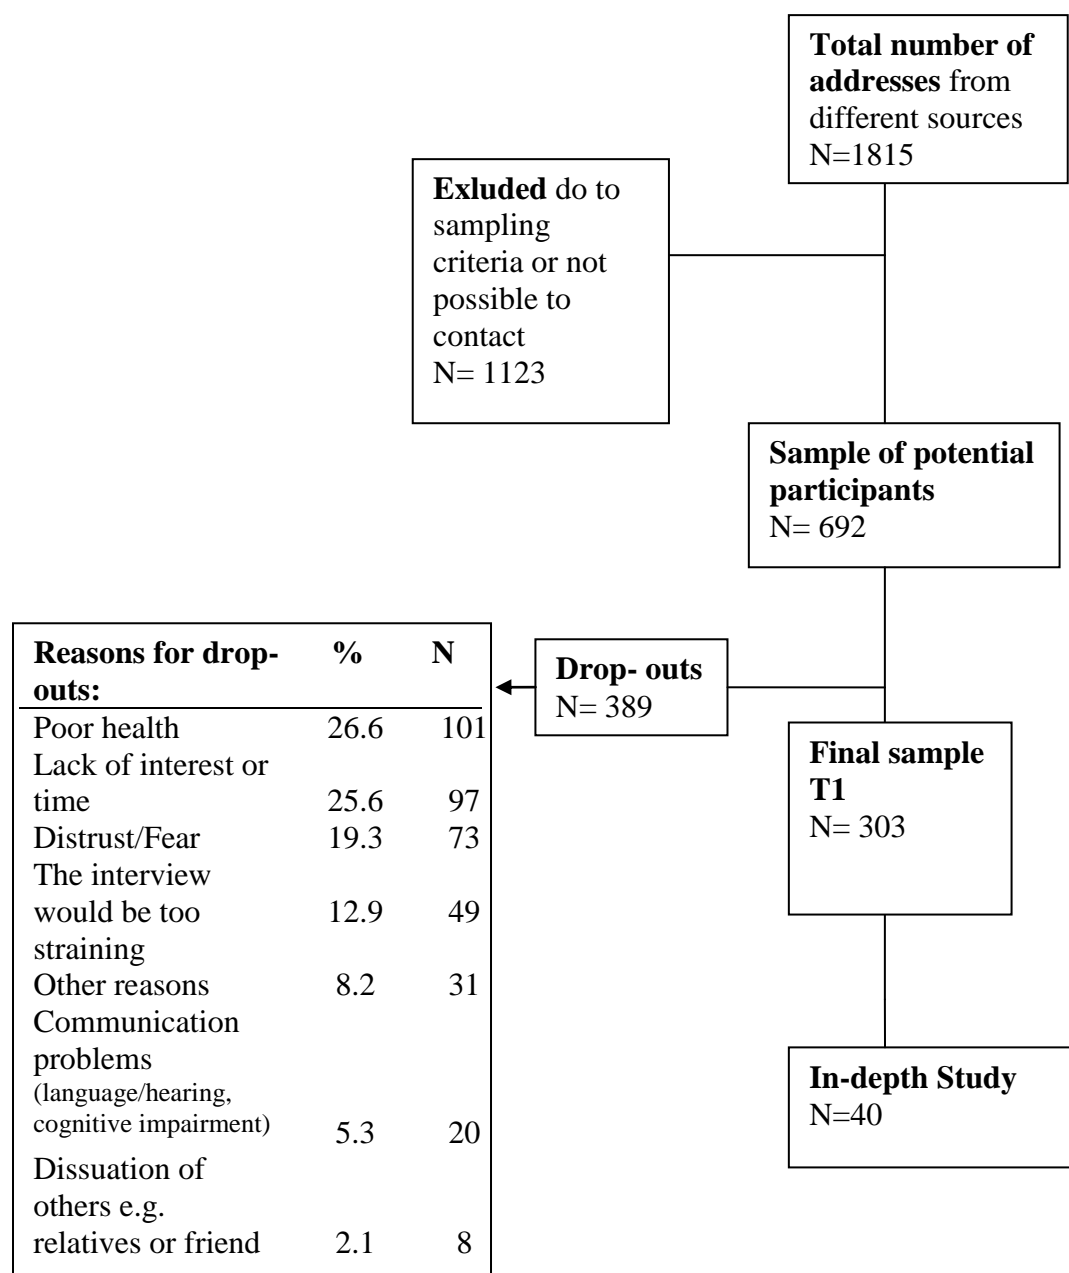 Total number of
addresses from
different sources
N=1815
Exluded do to
sampling
criteria or not
possible to
contact
N= 1123
Sample of potential
participants
N= 692
Drop- outs
N= 389
Reasons for drop-outs: % N
Poor health 26.6 101
Lack of interest or
time 25.6 97
Distrust/Fear 19.3 73
The interview
would be too 12.9 49
straining
Other reasons 8.2 31
Communication
problems
(language/hearing,
cognitive impairment) 5.3 20
Dissuation of
others e.g.
relatives or friend 2.1 8
Final sample
T1
N= 303
In-depth Study
N=40